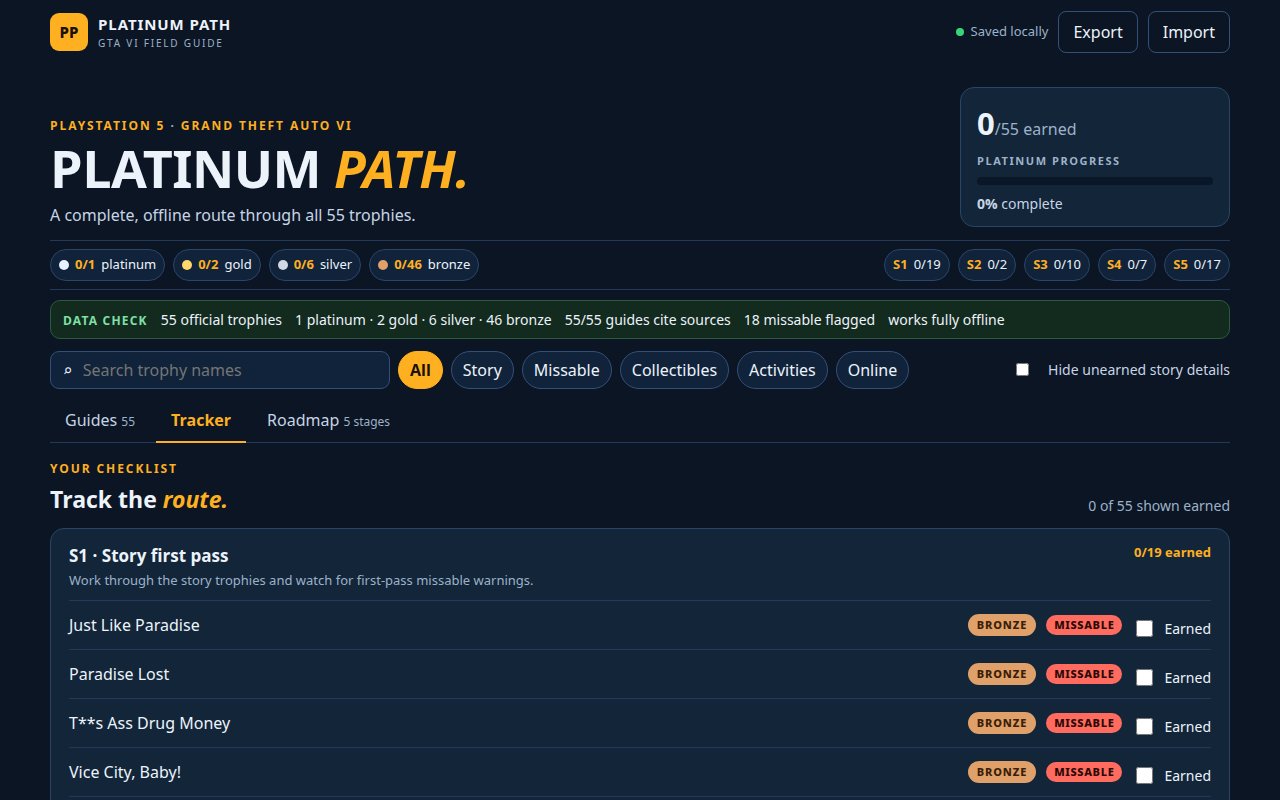 PP
PLATINUM PATH
GTA VI FIELD GUIDE
Saved locally
Export
Import
PLAYSTATION 5 · GRAND THEFT AUTO VI
PLATINUM PATH.
A complete, offline route through all 55 trophies.
0/55 earned
PLATINUM PROGRESS
0% complete
0/1 platinum
0/2 gold
0/6 silver
0/46 bronze
S1 0/19
S2 0/2
S3 0/10
S4 0/7
S5 0/17
DATA CHECK 55 official trophies 1 platinum · 2 gold · 6 silver · 46 bronze 55/55 guides cite sources 18 missable flagged works fully offline
Search trophy names
All
Story
Missable
Collectibles
Activities
Online
Hide unearned story details
Guides 55
Tracker
Roadmap 5 stages
YOUR CHECKLIST
Track the route.
0 of 55 shown earned
S1 · Story first pass
0/19 earned
Work through the story trophies and watch for first-pass missable warnings.
Just Like Paradise BRONZE MISSABLE Earned
Paradise Lost BRONZE MISSABLE Earned
T**s Ass Drug Money BRONZE MISSABLE Earned
Vice City, Baby! BRONZE MISSABLE Earned